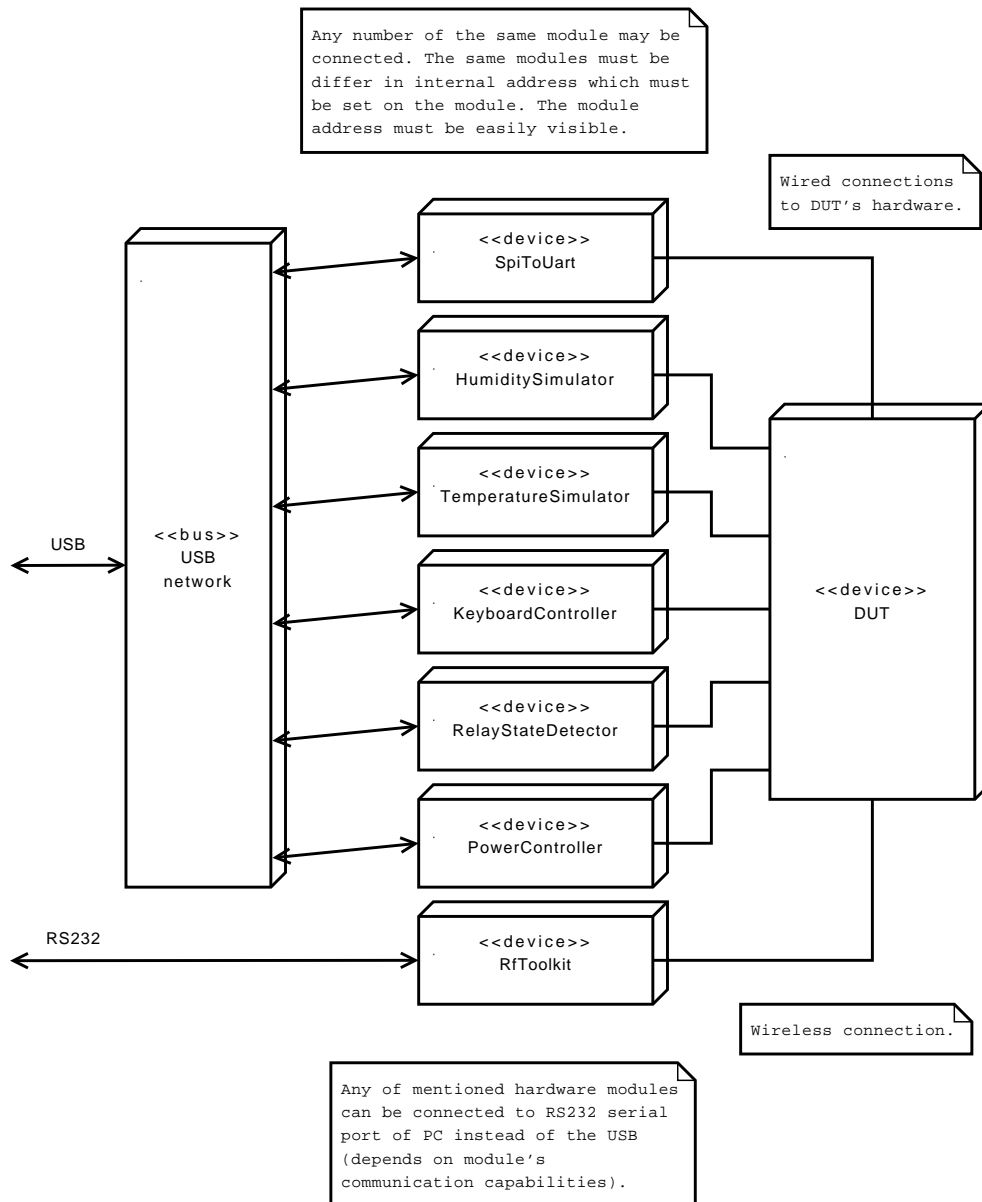 Any number of the same module may be
connected. The same modules must be
differ in internal address which must
be set on the module. The module
address must be easily visible.
Wired connections
to DUT's hardware.
<<device>>
SpiToUart
<<device>>
HumiditySimulator
<<device>>
TemperatureSimulator
USB
<<bus>>
USB
network
<<device>>
KeyboardController
<<device>>
DUT
<<device>>
RelayStateDetector
<<device>>
PowerController
RS232
<<device>>
RfToolkit
Wireless connection.
Any of mentioned hardware modules
can be connected to RS232 serial
port of PC instead of the USB
(depends on module's
communication capabilities).